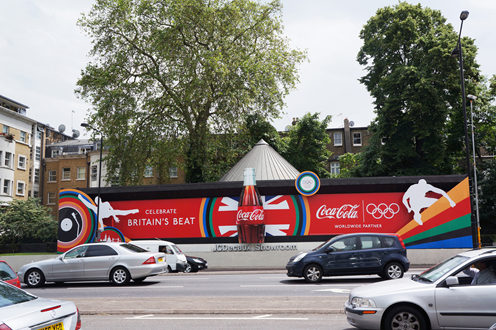 CELEBRATE
BRITAIN'S BEAT
Coca-Cola
Coca-Cola
WORLDWIDE PARTNER
JCDecaux Showroom